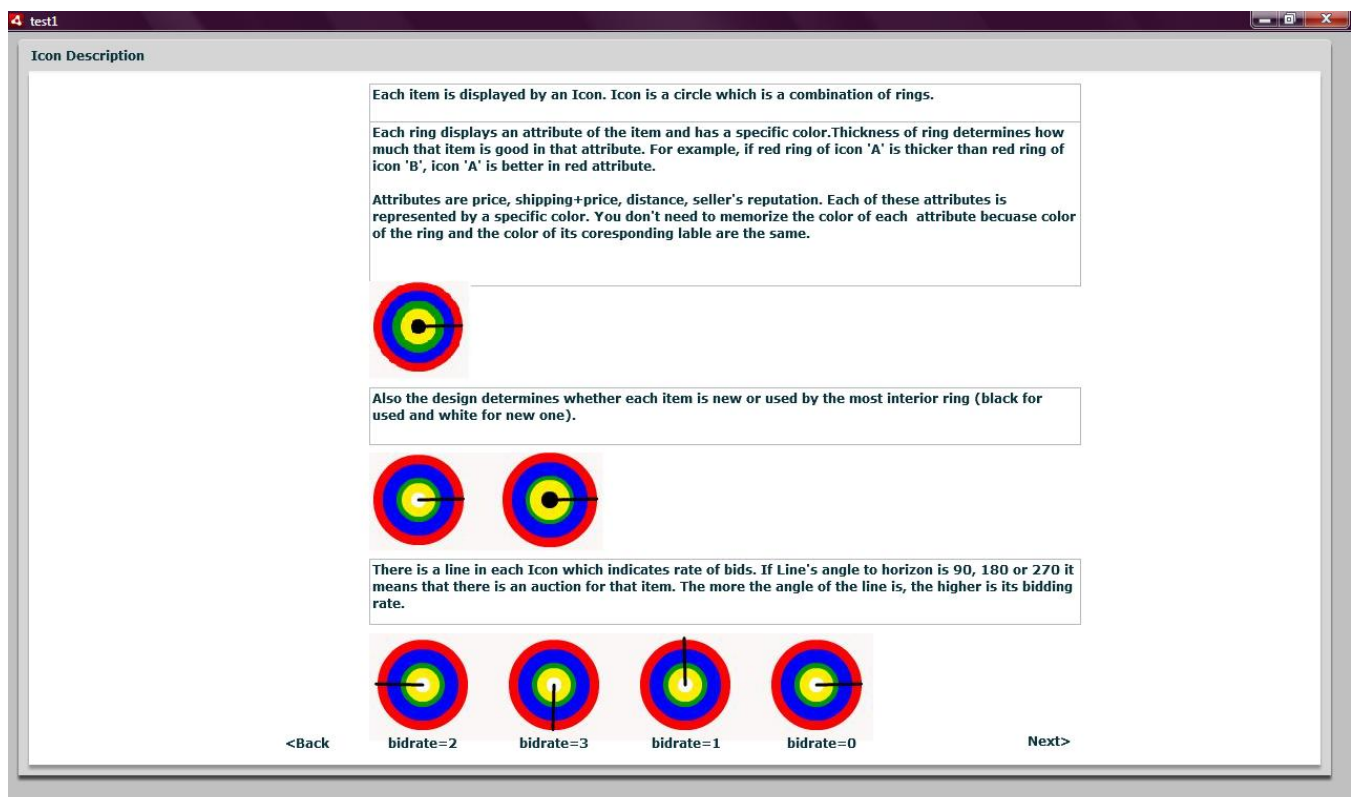 test1
Icon Description
Each item is displayed by an Icon. Icon is a circle which is a combination of rings.
Each ring displays an attribute of the item and has a specific color.Thickness of ring determines how
much that item is good in that attribute. For example, if red ring of icon 'A' is thicker than red ring of
icon 'B', icon 'A' is better in red attribute.
Attributes are price, shipping+price, distance, seller's reputation. Each of these attributes is
represented by a specific color. You don't need to memorize the color of each  attribute becuase color
of the ring and the color of its coresponding lable are the same.
Also the design determines whether each item is new or used by the most interior ring (black for
used and white for new one).
There is a line in each Icon which indicates rate of bids. If Line's angle to horizon is 90, 180 or 270 it
means that there is an auction for that item. The more the angle of the line is, the higher is its bidding
rate.
<Back bidrate=2 bidrate=3 bidrate=1 bidrate=0 Next>